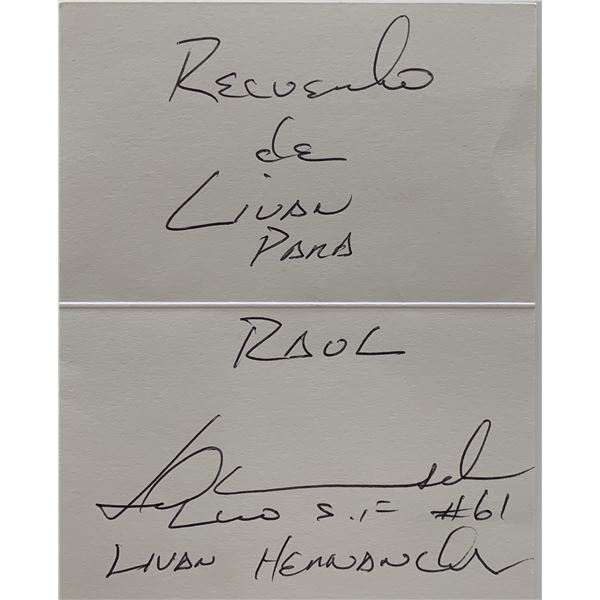 Recuerdo
de
Livan
Para
Raul
S.F #61
Livan Hernandez